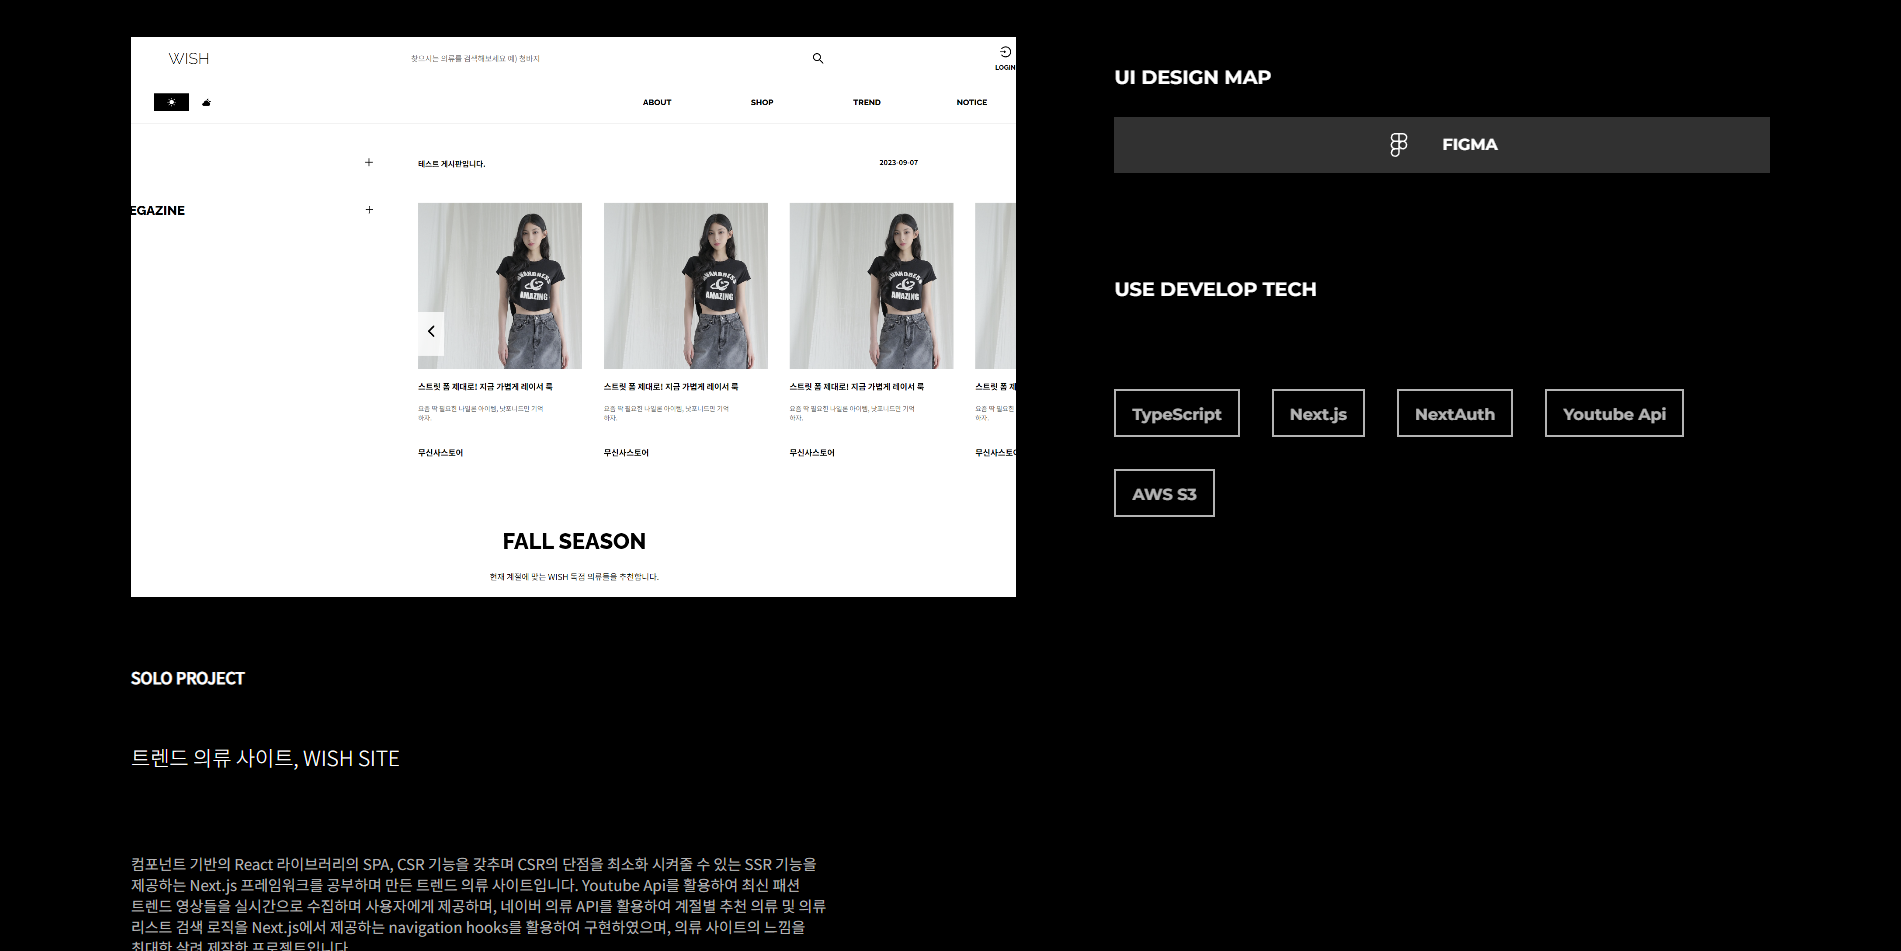 WISH
찾으시는 의류를 검색해보세요 예) 청바지
LOGIN
ABOUT
SHOP
TREND
NOTICE
테스트 게시판입니다.
2023-09-07
EGAZINE
AMAZING
AMAZING
AMAZING
스트릿 폼 제대로! 지금 가볍게 레이서 룩
스트릿 폼 제대로! 지금 가볍게 레이서 룩
스트릿 폼 제대로! 지금 가볍게 레이서 룩
스트릿 폼
요즘 딱 필요한 나일론 아이템, 낫포너드만 기억
하자.
요즘 딱 필요한 나일론 아이템, 낫포너드만 기억
하자.
요즘 딱 필요한 나일론 아이템, 낫포너드만 기억
하자.
요즘 딱 필요한
하자.
무신사스토어
무신사스토어
무신사스토어
무신사스토
FALL SEASON
현재 계절에 맞는 WISH 특점 의류들을 추천합니다.
UI DESIGN MAP
FIGMA
USE DEVELOP TECH
TypeScript
Next.js
NextAuth
Youtube Api
AWS S3
SOLO PROJECT
트렌드 의류 사이트, WISH SITE
컴포넌트 기반의 React 라이브러리의 SPA, CSR 기능을 갖추며 CSR의 단점을 최소화 시켜줄 수 있는 SSR 기능을
제공하는 Next.js 프레임워크를 공부하며 만든 트렌드 의류 사이트입니다. Youtube Api를 활용하여 최신 패션
트렌드 영상들을 실시간으로 수집하며 사용자에게 제공하며, 네이버 의류 API를 활용하여 계절별 추천 의류 및 의류
리스트 검색 로직을 Next.js에서 제공하는 navigation hooks를 활용하여 구현하였으며, 의류 사이트의 느낌을
최대한 살려 제작한 프로젝트입니다.